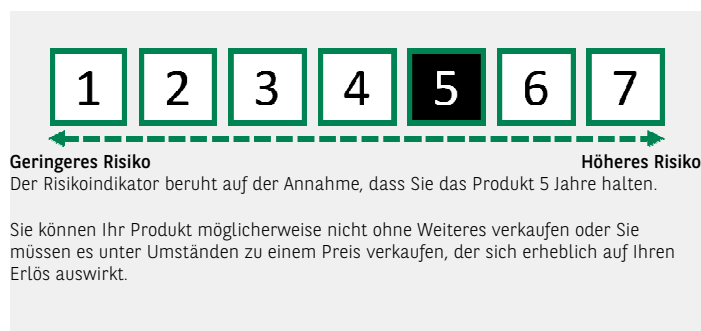 1 2 3 4 5 6 7
Geringeres Risiko Höheres Risiko
Der Risikoindikator beruht auf der Annahme, dass Sie das Produkt 5 Jahre halten.
Sie können Ihr Produkt möglicherweise nicht ohne Weiteres verkaufen oder Sie
müssen es unter Umständen zu einem Preis verkaufen, der sich erheblich auf Ihren
Erlös auswirkt.